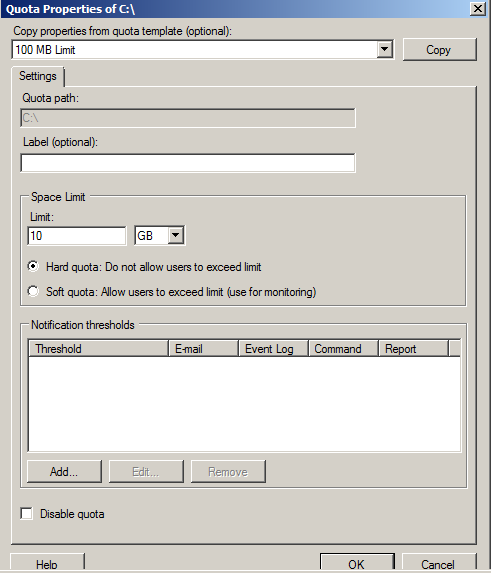 Quota Properties of C:\
Copy properties from quota template (optional):
100 MB Limit
Copy
Settings
Quota path:
C:\
Label (optional):
Space Limit
Limit:
10 GB
Hard quota: Do not allow users to exceed limit
Soft quota: Allow users to exceed limit (use for monitoring)
Notification thresholds
Threshold E-mail Event Log Command Report
Add... Edit... Remove
Disable quota
Help OK Cancel